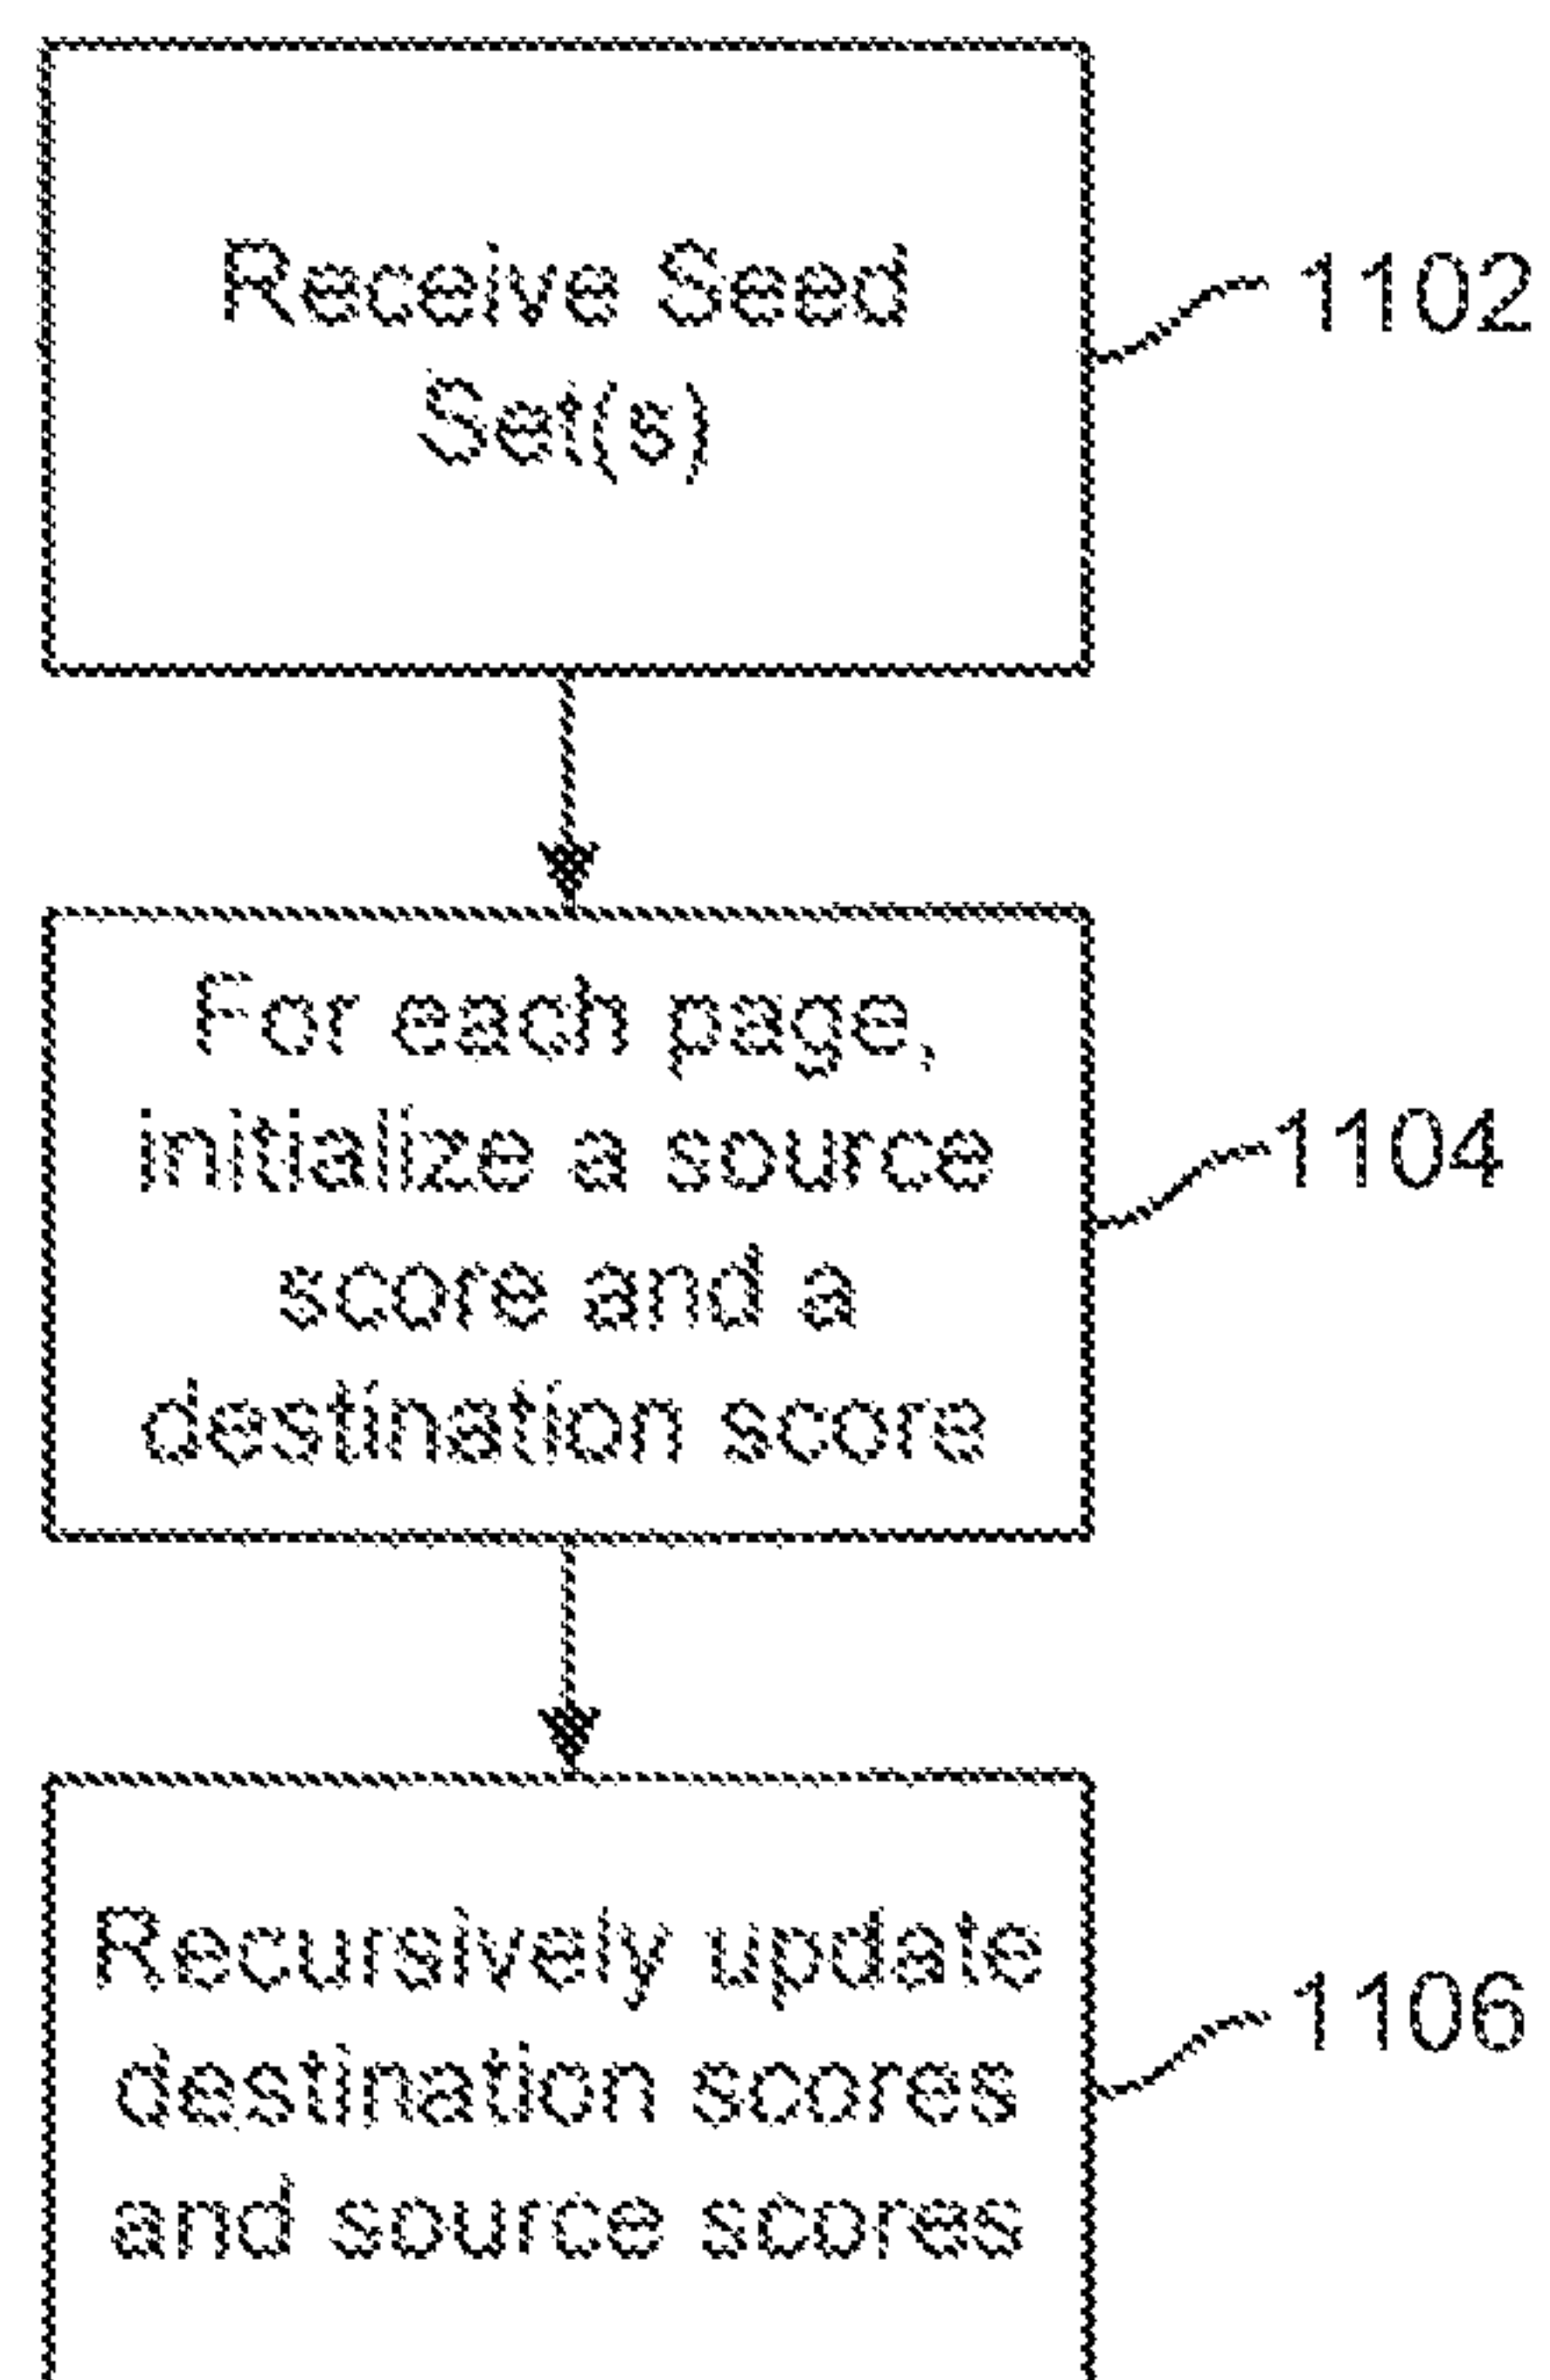 Receive Seed
Set(s)
1102
For each page,
initialize a source
score and a
destination score
1104
Recursively update
destination scores
and source scores
1106